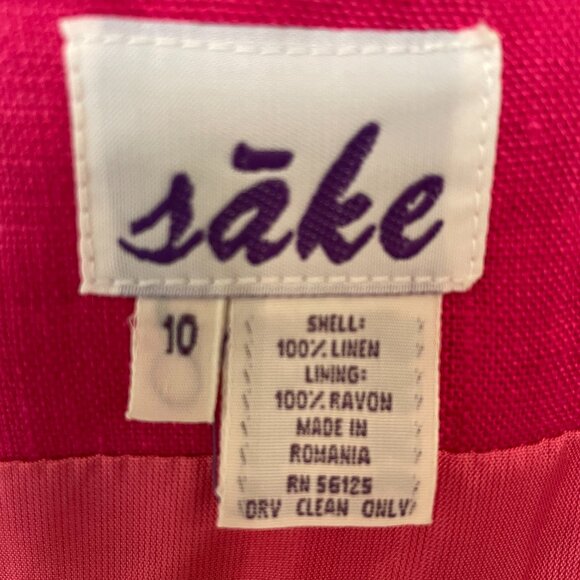 sāke
10
SHELL:
100% LINEN
LINING:
100% RAYON
MADE IN
ROMANIA
RN 56125
DRY CLEAN ONLY